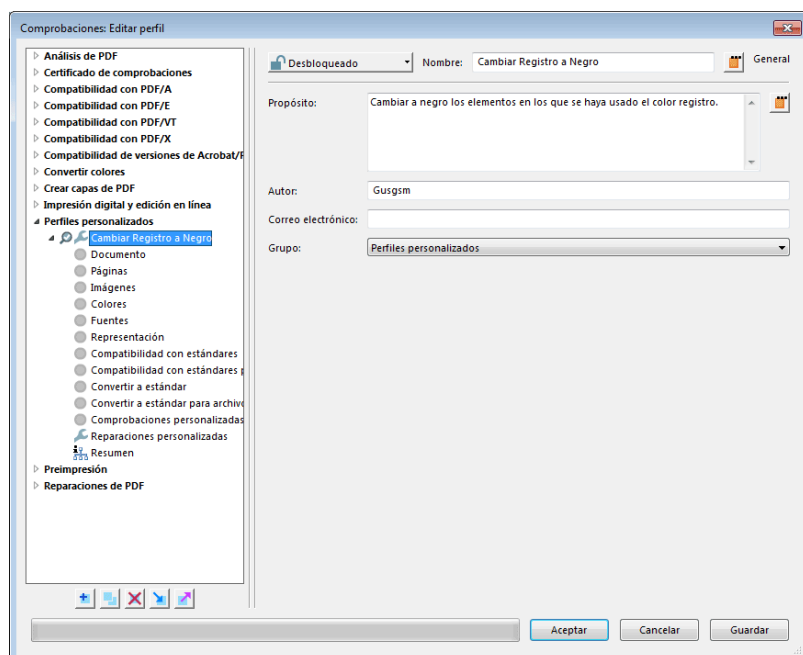 Comprobaciones: Editar perfil
Análisis de PDF
Certificado de comprobaciones
Compatibilidad con PDF/A
Compatibilidad con PDF/E
Compatibilidad con PDF/VT
Compatibilidad con PDF/X
Compatibilidad de versiones de Acrobat/F
Convertir colores
Crear capas de PDF
Impresión digital y edición en línea
Perfiles personalizados
Cambiar Registro a Negro
Documento
Páginas
Imágenes
Colores
Fuentes
Representación
Compatibilidad con estándares
Compatibilidad con estándares p
Convertir a estándar
Convertir a estándar para archivo
Comprobaciones personalizadas
Reparaciones personalizadas
Resumen
Preimpresión
Reparaciones de PDF
Desbloqueado
Nombre: Cambiar Registro a Negro
General
Propósito: Cambiar a negro los elementos en los que se haya usado el color registro.
Autor: Gusgsm
Correo electrónico:
Grupo: Perfiles personalizados
Aceptar
Cancelar
Guardar